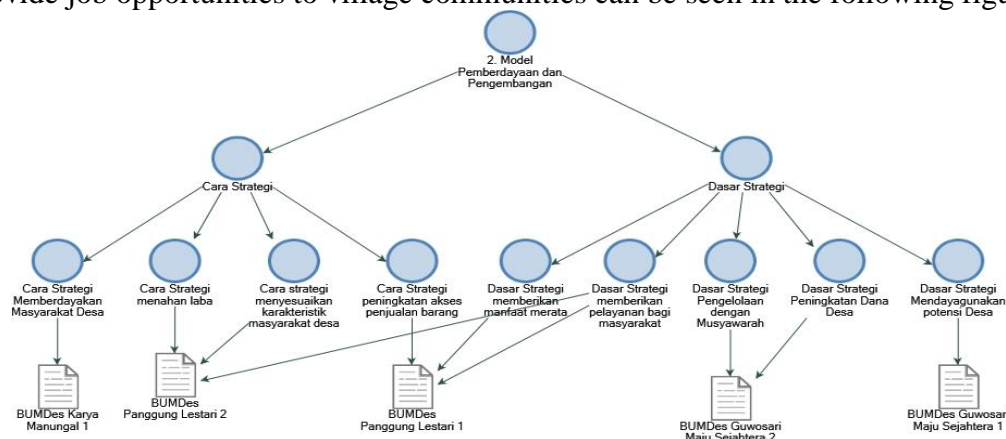 ovide job opportunities to village communities can be seen in the following figu
2. Model
Pemberdayaan dan
Pengembangan
Cara Strategi
Dasar Strategi
Cara Strategi
Memberdayakan
Masyarakat Desa
Cara Strategi
menahan laba
Cara strategi
menyesuaikan
karakteristik
masyarakat desa
Cara Strategi
peningkatan akses
penjualan barang
Dasar Strategi
memberikan
manfaat merata
Dasar Strategi
memberikan
pelayanan bagi
masyarakat
Dasar Strategi
Pengelolaan
dengan
Musyawarah
Dasar Strategi
Peningkatan Dana
Desa
Dasar Strategi
Mendayagunakan
potensi Desa
BUMDes Karya
Manungal 1
BUMDes
Panggung Lestari 2
BUMDes
Panggung Lestari 1
BUMDes Guwosari
Maju Sejahtera 2
BUMDes Guwosari
Maju Sejahtera 1